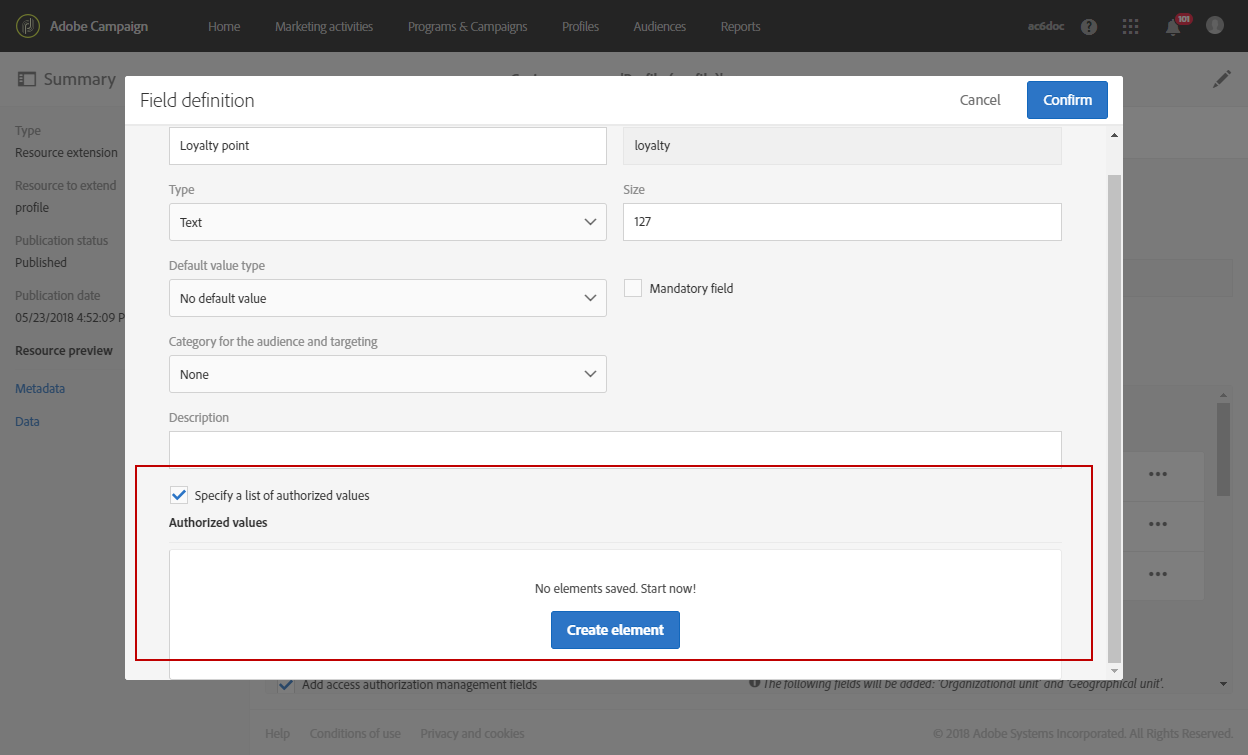 Adobe Campaign Home Marketing activities Programs & Campaigns Profiles Audiences Reports ac6doc ? 101
Summary
Field definition Cancel Confirm
Type
Resource extension
Resource to extend
profile
Publication status
Published
Publication date
05/23/2018 4:52:09 P
Resource preview
Metadata
Data
Loyalty point loyalty
Type Size
Text 127
Default value type
No default value Mandatory field
Category for the audience and targeting
None
Description
Specify a list of authorized values
Authorized values
No elements saved. Start now!
Create element
Add access authorization management fields The following fields will be added: 'Organizational unit' and 'Geographical unit'.
Help Conditions of use Privacy and cookies © 2018 Adobe Systems Incorporated. All Rights Reserved.